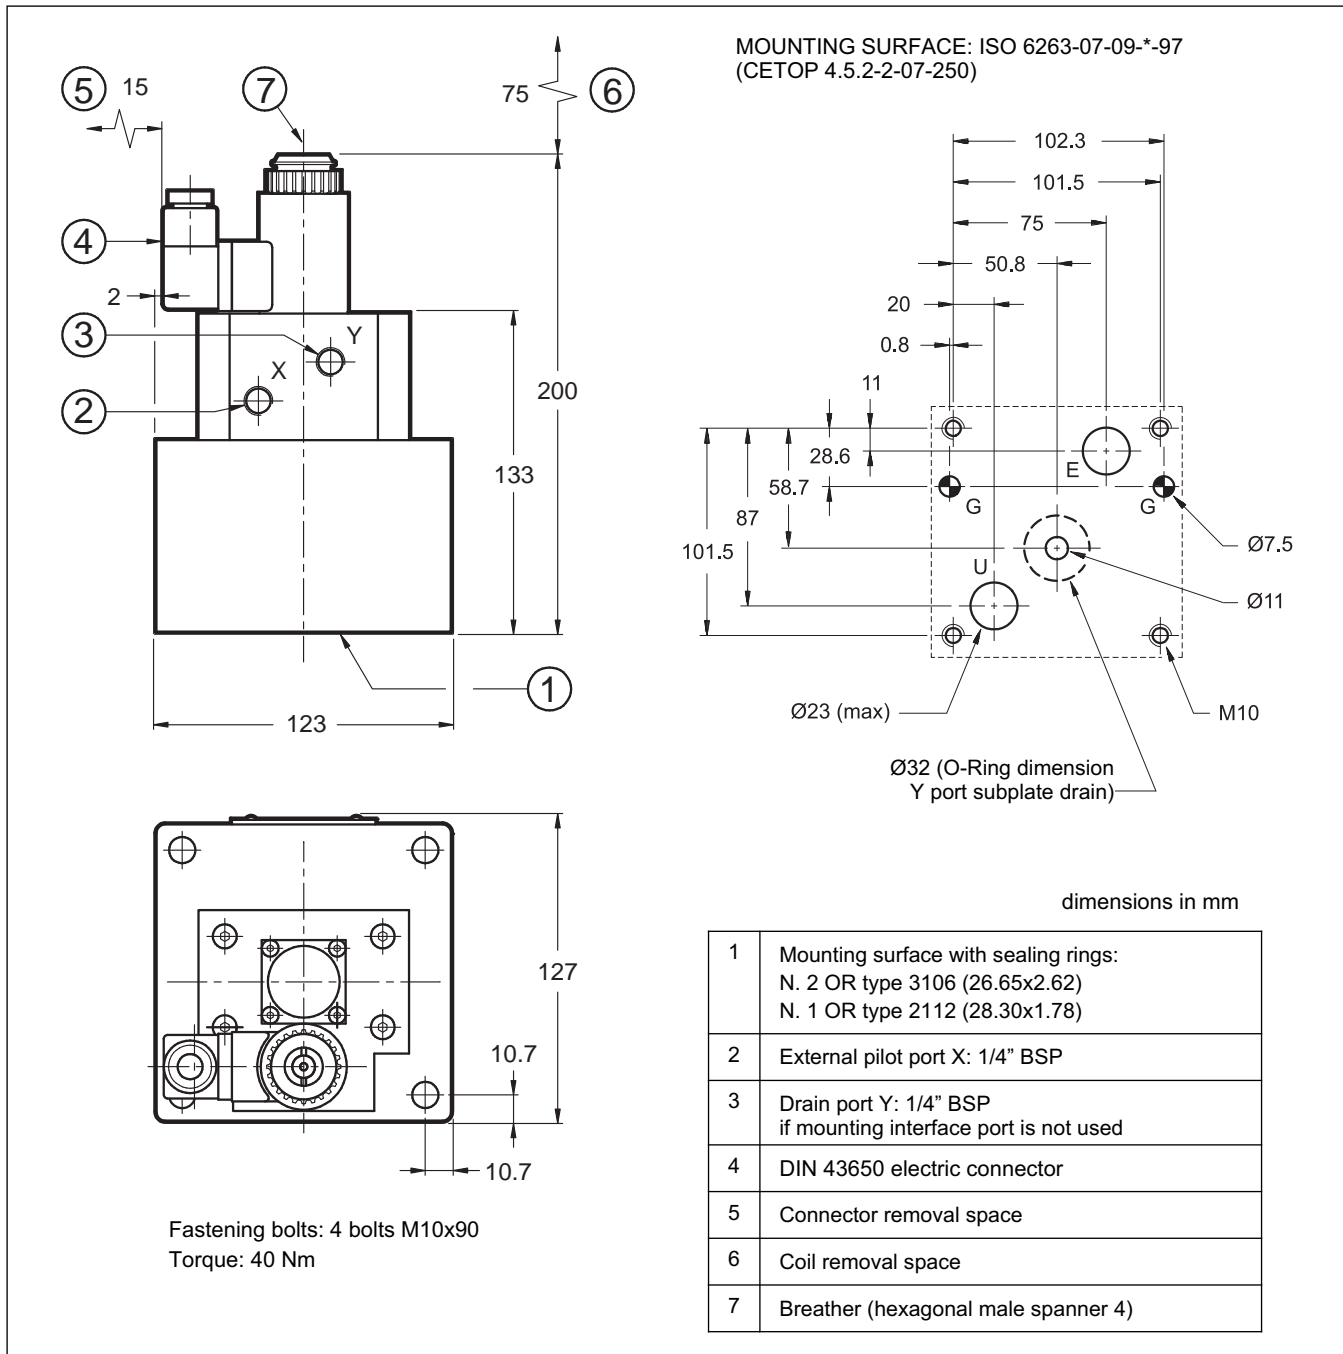 MOUNTING SURFACE: ISO 6263-07-09-*-97
(CETOP 4.5.2-2-07-250)
5
15
7
75
6
4
2
3
Y
X
2
200
133
1
123
102.3
101.5
75
50.8
20
0.8
11
28.6
58.7
87
101.5
E
G
G
U
Ø7.5
Ø11
M10
Ø23 (max)
Ø32 (O-Ring dimension
Y port subplate drain)
127
10.7
10.7
Fastening bolts: 4 bolts M10x90
Torque: 40 Nm
dimensions in mm
1 Mounting surface with sealing rings:
N. 2 OR type 3106 (26.65x2.62)
N. 1 OR type 2112 (28.30x1.78)
2 External pilot port X: 1/4” BSP
3 Drain port Y: 1/4” BSP
if mounting interface port is not used
4 DIN 43650 electric connector
5 Connector removal space
6 Coil removal space
7 Breather (hexagonal male spanner 4)